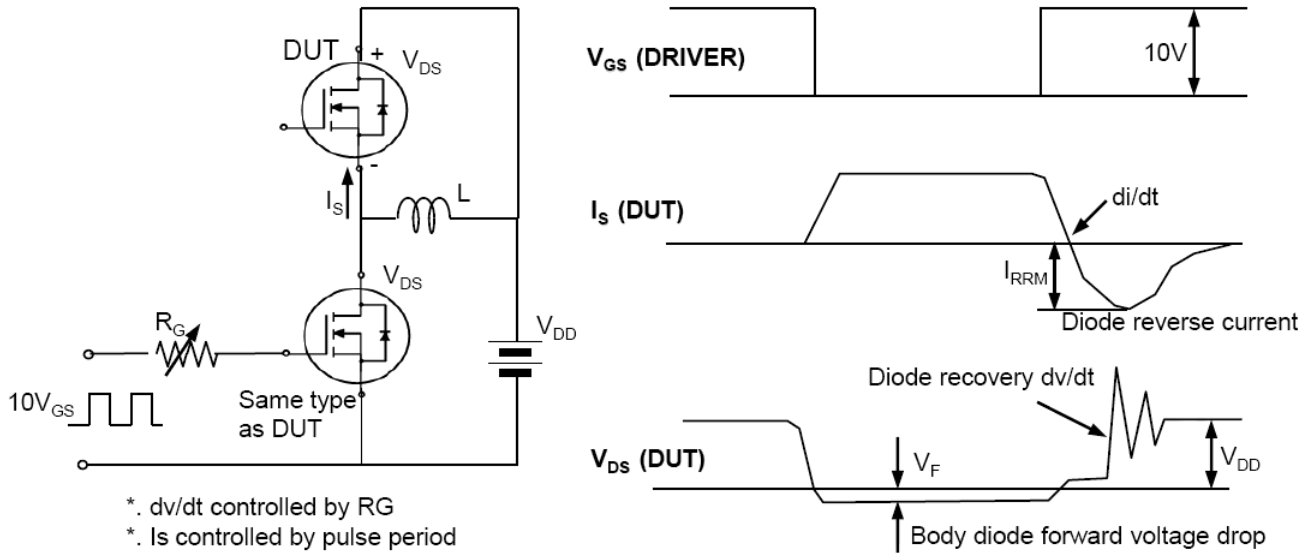 DUT
+
V_DS
-
I_S
L
V_DS
R_G
V_DD
10V_GS
Same type
as DUT
*. dv/dt controlled by RG
*. Is controlled by pulse period
V_GS (DRIVER)
10V
I_S (DUT)
di/dt
I_RRM
Diode reverse current
Diode recovery dv/dt
V_DS (DUT)
V_F
V_DD
Body diode forward voltage drop